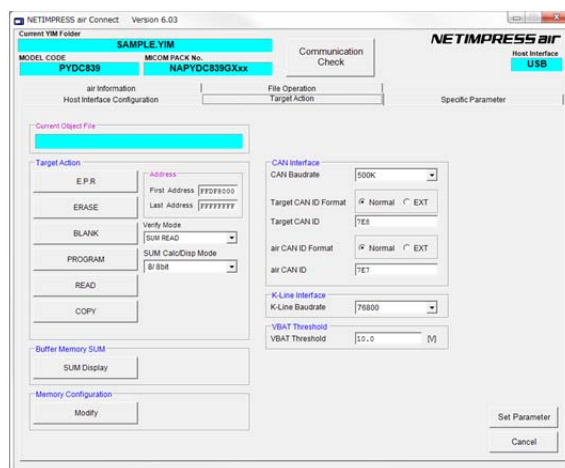 NETIMPRESS air Connect Version 6.03
Current YIM Folder
SAMPLE.YIM
MODEL CODE
MICOM PACK No.
PYDC839
NAPYDC839GXxx
Communication Check
NETIMPRESS air
Host Interface
USB
air Information
File Operation
Host Interface Configuration
Target Action
Specific Parameter
Current Object File
Target Action
E.P.R
ERASE
BLANK
PROGRAM
READ
COPY
Address
First Address FFDF8000
Last Address FFFFFFFF
Verify Mode
SUM READ
SUM Calc/Disp Mode
8/ 8bit
Buffer Memory SUM
SUM Display
Memory Configuration
Modify
CAN Interface
CAN Baudrate 500K
Target CAN ID Format Normal EXT
Target CAN ID 7E8
air CAN ID Format Normal EXT
air CAN ID 7E7
K-Line Interface
K-Line Baudrate 76800
VBAT Threshold
VBAT Threshold 10.0 [V]
Set Parameter
Cancel